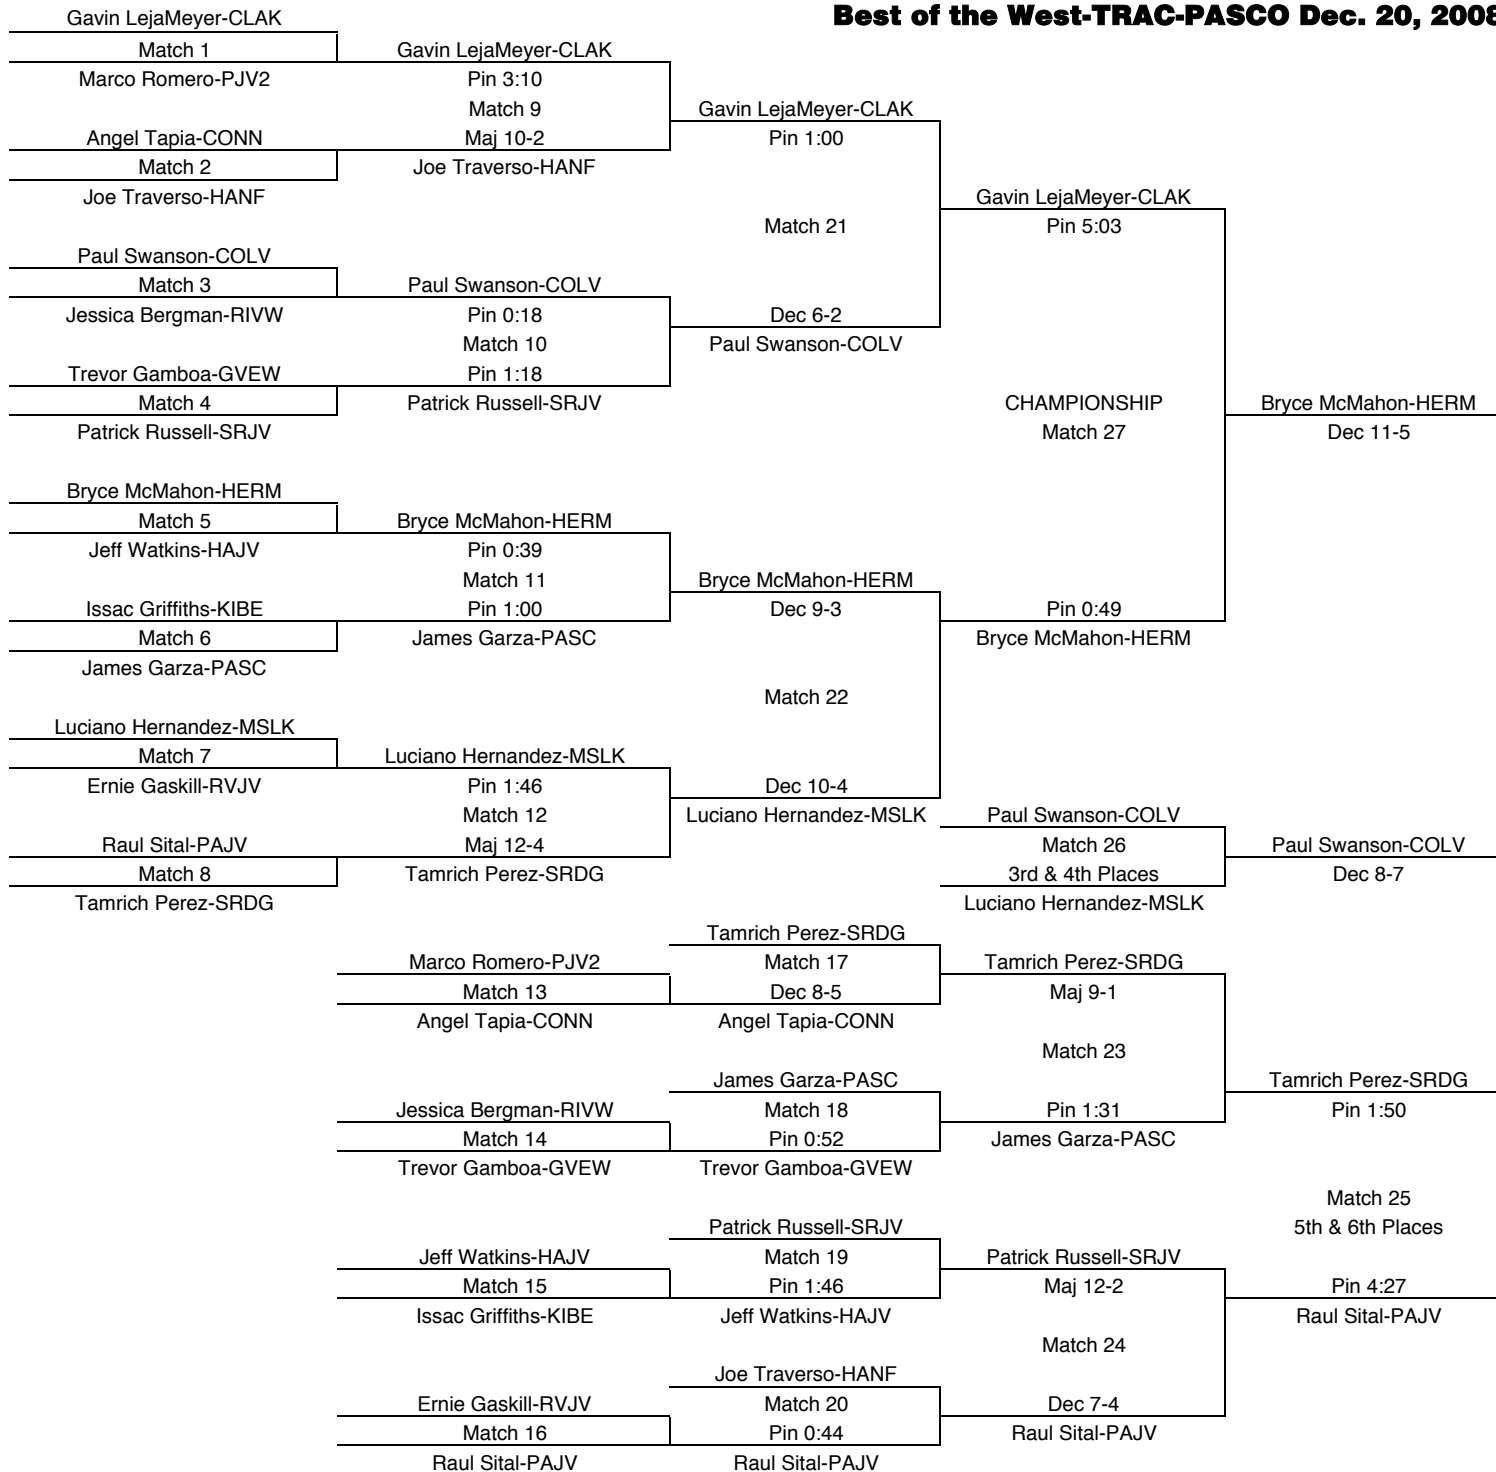 Best of the West-TRAC-PASCO Dec. 20, 2008
Gavin LejaMeyer-CLAK
Match 1
Marco Romero-PJV2
Angel Tapia-CONN
Match 2
Joe Traverso-HANF
Paul Swanson-COLV
Match 3
Jessica Bergman-RIVW
Trevor Gamboa-GVEW
Match 4
Patrick Russell-SRJV
Bryce McMahon-HERM
Match 5
Jeff Watkins-HAJV
Issac Griffiths-KIBE
Match 6
James Garza-PASC
Luciano Hernandez-MSLK
Match 7
Ernie Gaskill-RVJV
Raul Sital-PAJV
Match 8
Tamrich Perez-SRDG
Gavin LejaMeyer-CLAK
Pin 3:10
Match 9
Maj 10-2
Joe Traverso-HANF
Paul Swanson-COLV
Pin 0:18
Match 10
Pin 1:18
Patrick Russell-SRJV
Bryce McMahon-HERM
Pin 0:39
Match 11
Pin 1:00
James Garza-PASC
Luciano Hernandez-MSLK
Pin 1:46
Match 12
Maj 12-4
Tamrich Perez-SRDG
Gavin LejaMeyer-CLAK
Pin 1:00
Match 21
Dec 6-2
Paul Swanson-COLV
Bryce McMahon-HERM
Dec 9-3
Match 22
Dec 10-4
Luciano Hernandez-MSLK
Gavin LejaMeyer-CLAK
Pin 5:03
CHAMPIONSHIP
Match 27
Pin 0:49
Bryce McMahon-HERM
Bryce McMahon-HERM
Dec 11-5
Paul Swanson-COLV
Match 26
3rd & 4th Places
Luciano Hernandez-MSLK
Paul Swanson-COLV
Dec 8-7
Marco Romero-PJV2
Match 13
Angel Tapia-CONN
Jessica Bergman-RIVW
Match 14
Trevor Gamboa-GVEW
Jeff Watkins-HAJV
Match 15
Issac Griffiths-KIBE
Ernie Gaskill-RVJV
Match 16
Raul Sital-PAJV
Tamrich Perez-SRDG
Match 17
Dec 8-5
Angel Tapia-CONN
James Garza-PASC
Match 18
Pin 0:52
Trevor Gamboa-GVEW
Patrick Russell-SRJV
Match 19
Pin 1:46
Jeff Watkins-HAJV
Joe Traverso-HANF
Match 20
Pin 0:44
Raul Sital-PAJV
Tamrich Perez-SRDG
Maj 9-1
Match 23
Pin 1:31
James Garza-PASC
Patrick Russell-SRJV
Maj 12-2
Match 24
Dec 7-4
Raul Sital-PAJV
Tamrich Perez-SRDG
Pin 1:50
Match 25
5th & 6th Places
Pin 4:27
Raul Sital-PAJV